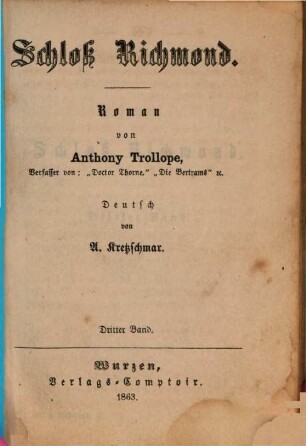 Schloß Richmond.
Roman
von
Anthony Trollope,
Verfasser von: „Doctor Thorne,” „Die Bertrams” ꝛc.
Deutsch
von
A. Kretzschmar.
Dritter Band.
Wurzen,
Verlags-Comptoir.
1863.